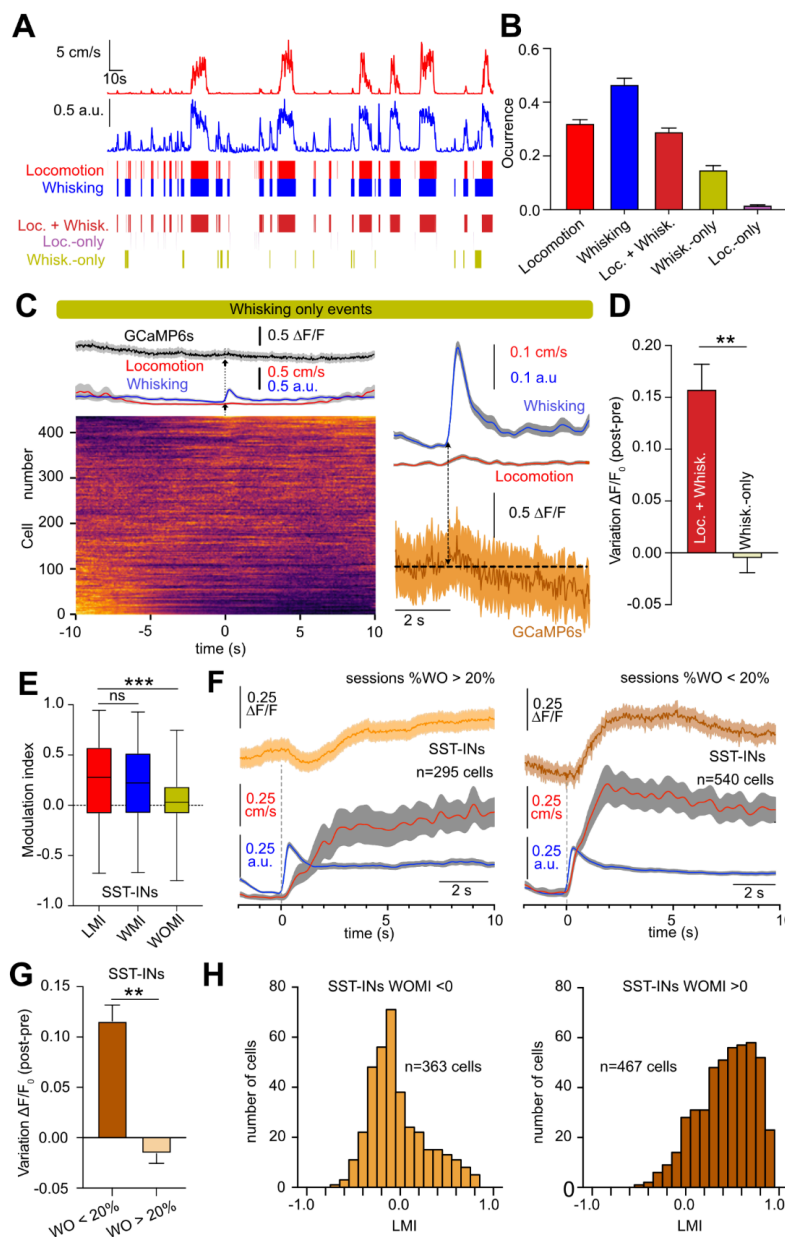 A
5 cm/s
10s
0.5 a.u.
Locomotion
Whisking
Loc. + Whisk.
Loc.-only
Whisk.-only
B
Ocurrence
0.6
0.4
0.2
0.0
Locomotion
Whisking
Loc. + Whisk.
Whisk.-only
Loc.-only
C
Whisking only events
GCaMP6s
0.5 ΔF/F
Locomotion
Whisking
0.5 cm/s
0.5 a.u.
Cell number
400
300
200
100
0
-10 -5 0 5 10
time (s)
0.1 cm/s
0.1 a.u
Whisking
Locomotion
0.5 ΔF/F
2 s
GCaMP6s
D
Variation ΔF/F0 (post-pre)
0.20
0.15
0.10
0.05
0.00
-0.05
**
Loc. + Whisk.
Whisk.-only
E
Modulation index
1.0
0.5
0.0
-0.5
-1.0
***
ns
SST-INs
LMI
WMI
WOMI
F
sessions %WO > 20%
0.25
ΔF/F
SST-INs
n=295 cells
0.25
cm/s
0.25
a.u.
2 s
0 5 10
time (s)
sessions %WO < 20%
0.25
ΔF/F
SST-INs
n=540 cells
0.25
cm/s
0.25
a.u.
2 s
0 5 10
time (s)
G
SST-INs
Variation ΔF/F0 (post-pre)
0.15
0.10
0.05
0.00
-0.05
**
WO < 20%
WO > 20%
H
SST-INs WOMI <0
number of cells
80
60
40
20
0
n=363 cells
-1.0 0.0 1.0
LMI
SST-INs WOMI >0
number of cells
80
60
40
20
0
n=467 cells
-1.0 0.0 1.0
LMI